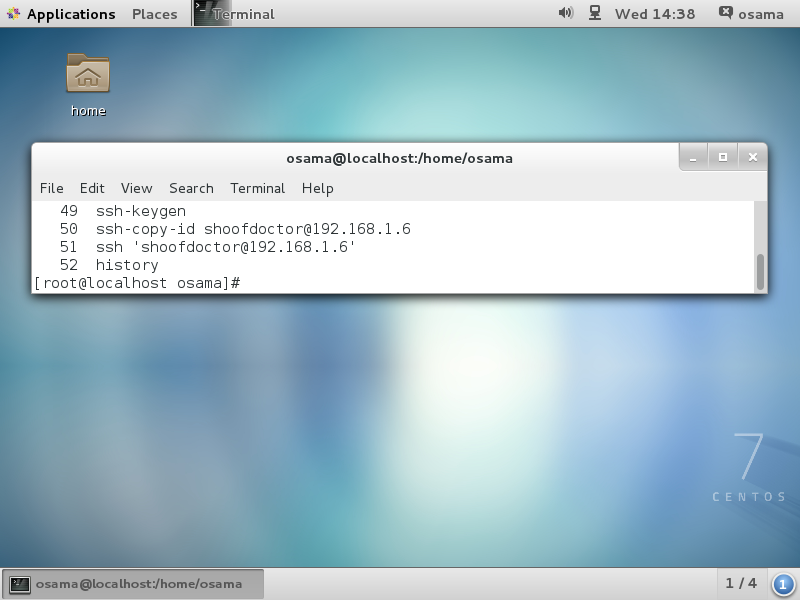 Applications Places Terminal Wed 14:38 osama
home
osama@localhost:/home/osama
File Edit View Search Terminal Help
49 ssh-keygen
50 ssh-copy-id shoofdoctor@192.168.1.6
51 ssh 'shoofdoctor@192.168.1.6'
52 history
[root@localhost osama]#
7
CENTOS
osama@localhost:/home/osama 1 / 4 1